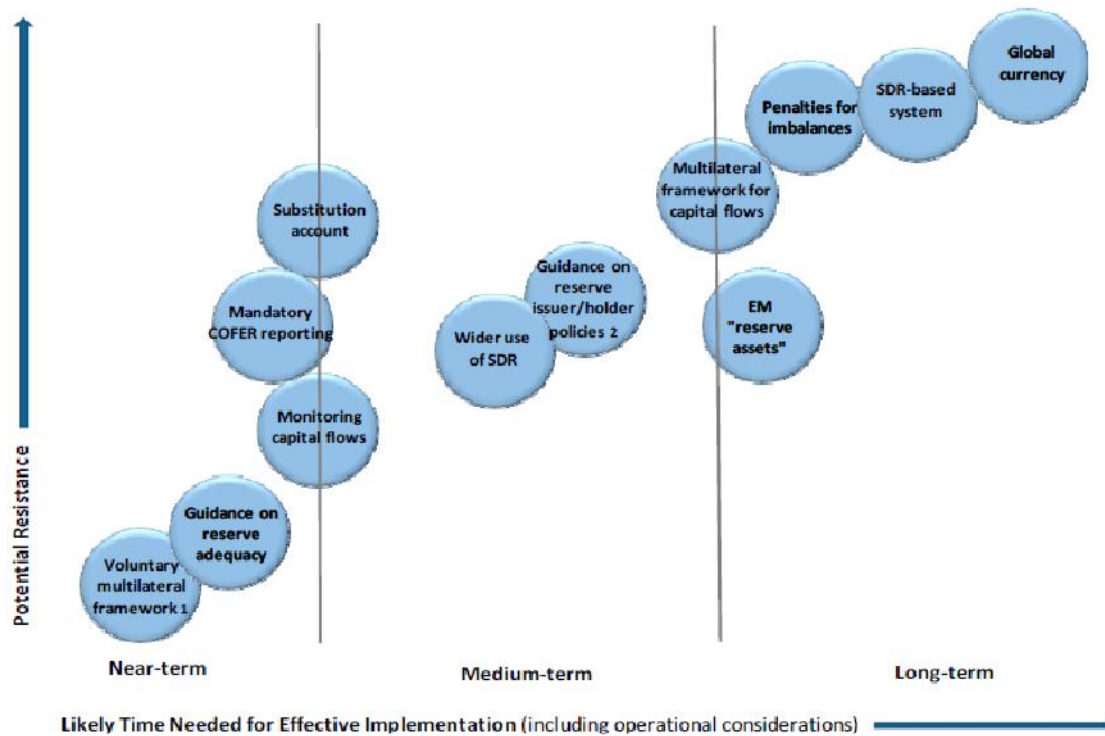 Global
currency
SDR-based
system
Penalties for
imbalances
Multilateral
framework for
capital flows
Substitution
account
Guidance on
reserve
issuer/holder
policies 2
Mandatory
COFER reporting
EM
"reserve
assets"
Wider use
of SDR
Monitoring
capital flows
Guidance on
reserve
adequacy
Voluntary
multilateral
framework 1
Potential Resistance
Near-term
Medium-term
Long-term
Likely Time Needed for Effective Implementation (including operational considerations)